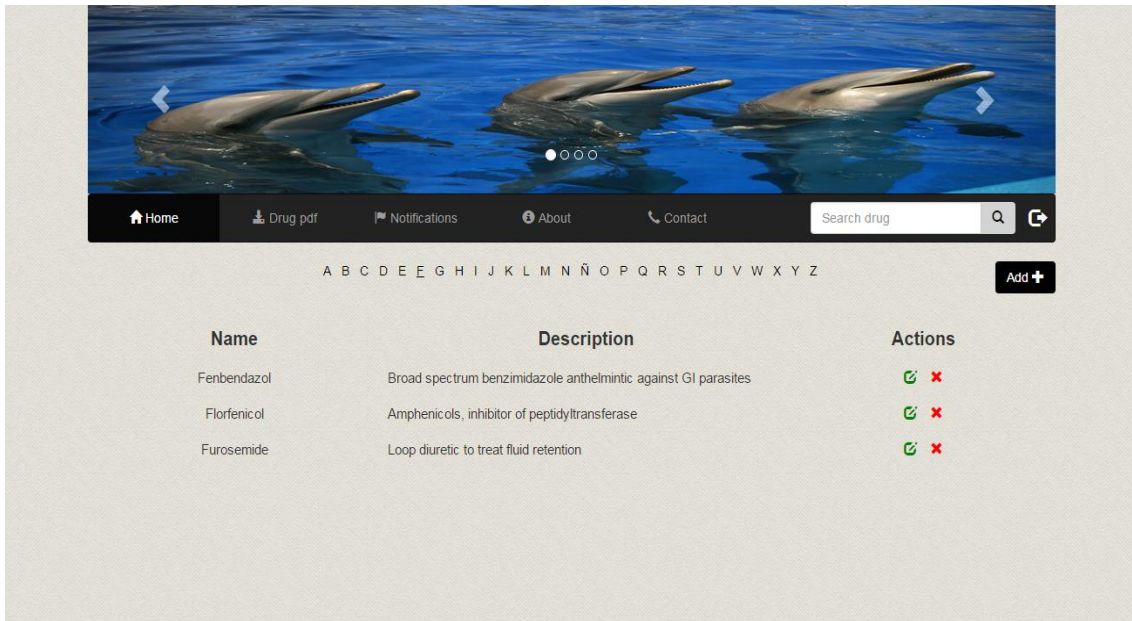 Home Drug pdf Notifications About Contact Search drug
A B C D E F G H I J K L M N Ñ O P Q R S T U V W X Y Z
Add
Name Description Actions
Fenbendazol Broad spectrum benzimidazole anthelmintic against GI parasites
Florfenicol Amphenicols, inhibitor of peptidyltransferase
Furosemide Loop diuretic to treat fluid retention